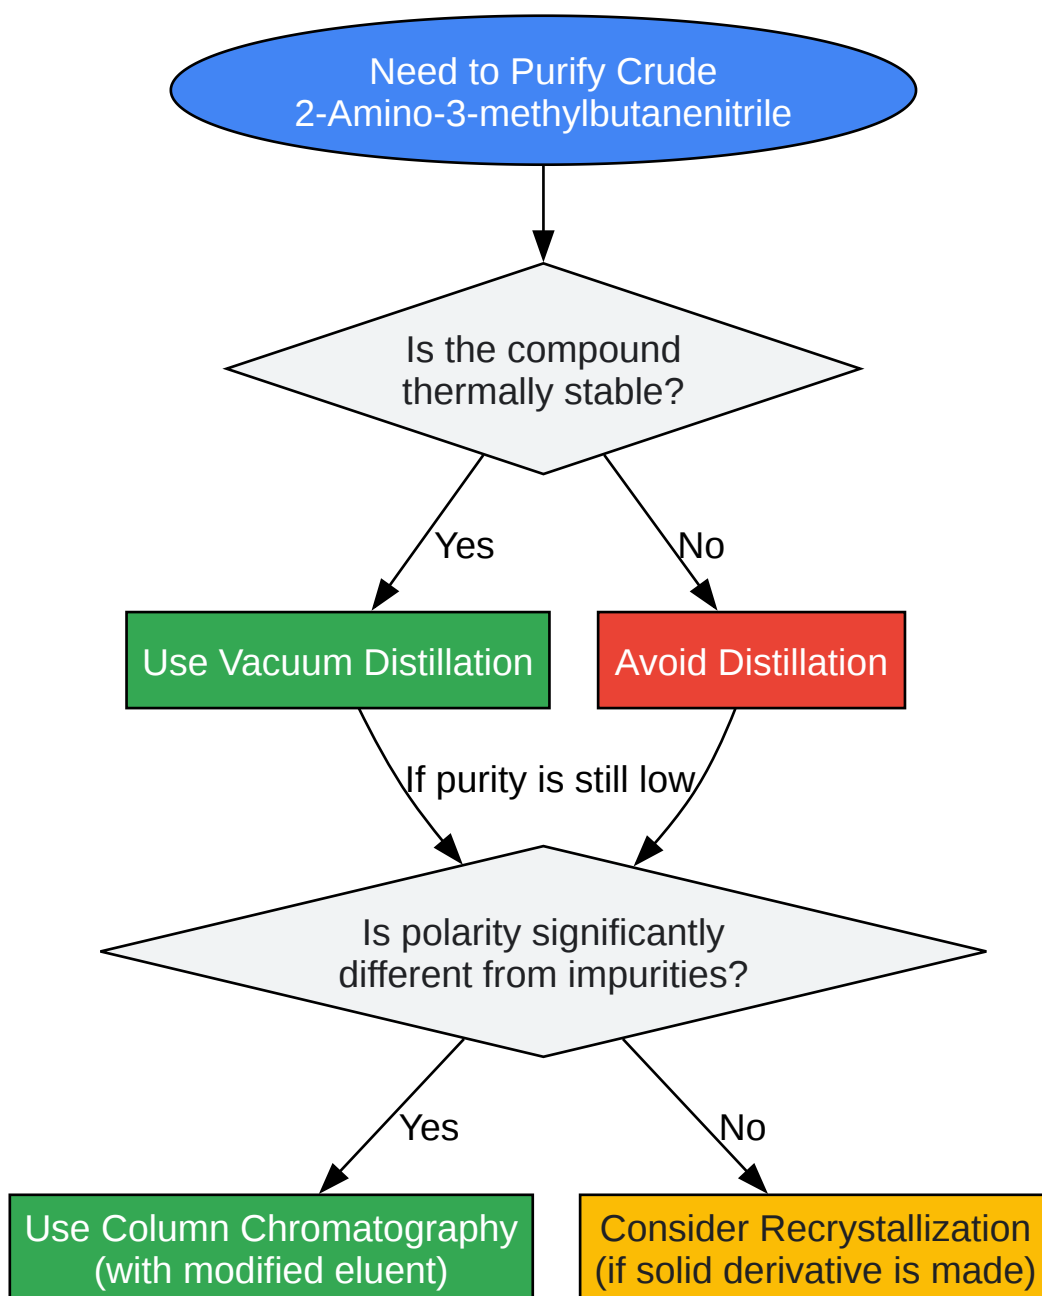 Need to Purify Crude
2-Amino-3-methylbutanenitrile
Is the compound
thermally stable?
Yes
No
Use Vacuum Distillation
Avoid Distillation
If purity is still low
Is polarity significantly
different from impurities?
Yes
No
Use Column Chromatography
(with modified eluent)
Consider Recrystallization
(if solid derivative is made)